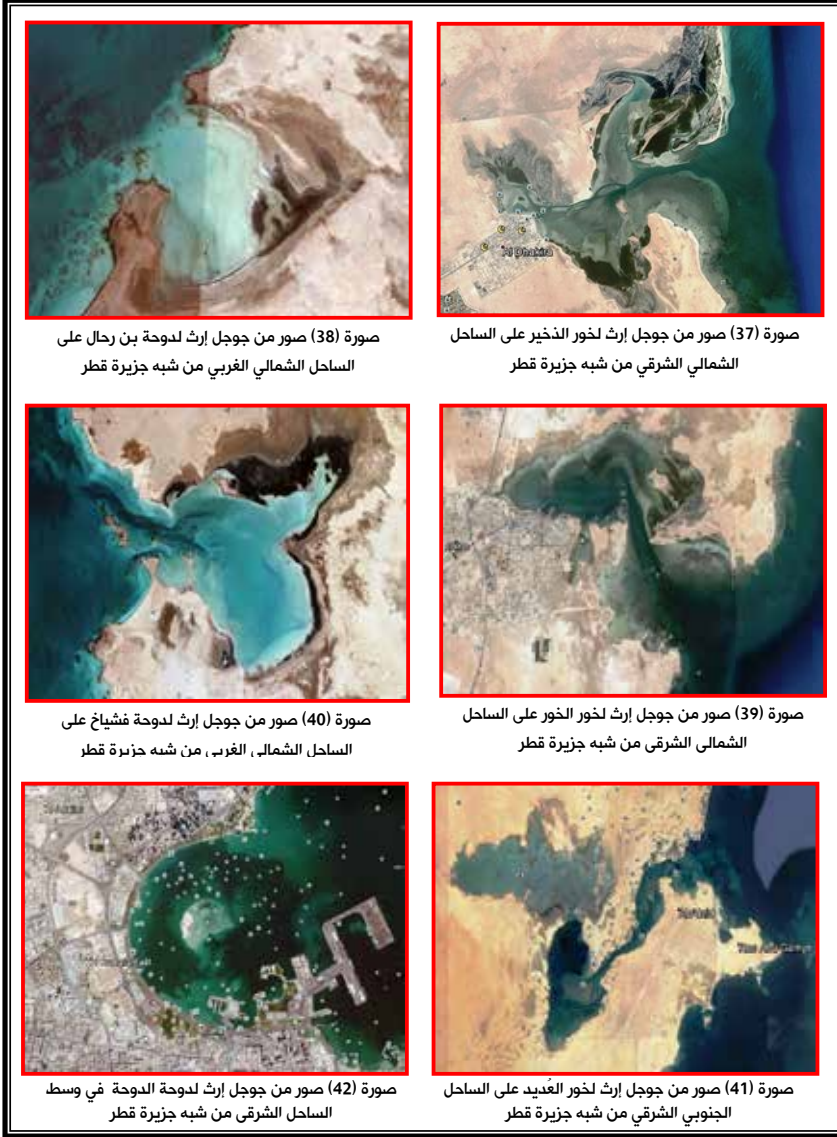 Al Dhakira
صورة (37) صور من جوجل إرث لخور الذخير على الساحل
الشمالي الشرقي من شبه جزيرة قطر
صورة (38) صور من جوجل إرث لدوحة بن رحال على
الساحل الشمالي الغربي من شبه جزيرة قطر
صورة (39) صور من جوجل إرث لخور الخور على الساحل
الشمالي الشرقي من شبه جزيرة قطر
صورة (40) صور من جوجل إرث لدوحة فشياخ على
الساحل الشمالي الغربي من شبه جزيرة قطر
صورة (41) صور من جوجل إرث لخور العُديد على الساحل
الجنوبي الشرقي من شبه جزيرة قطر
صورة (42) صور من جوجل إرث لدوحة الدوحة في وسط
الساحل الشرقي من شبه جزيرة قطر